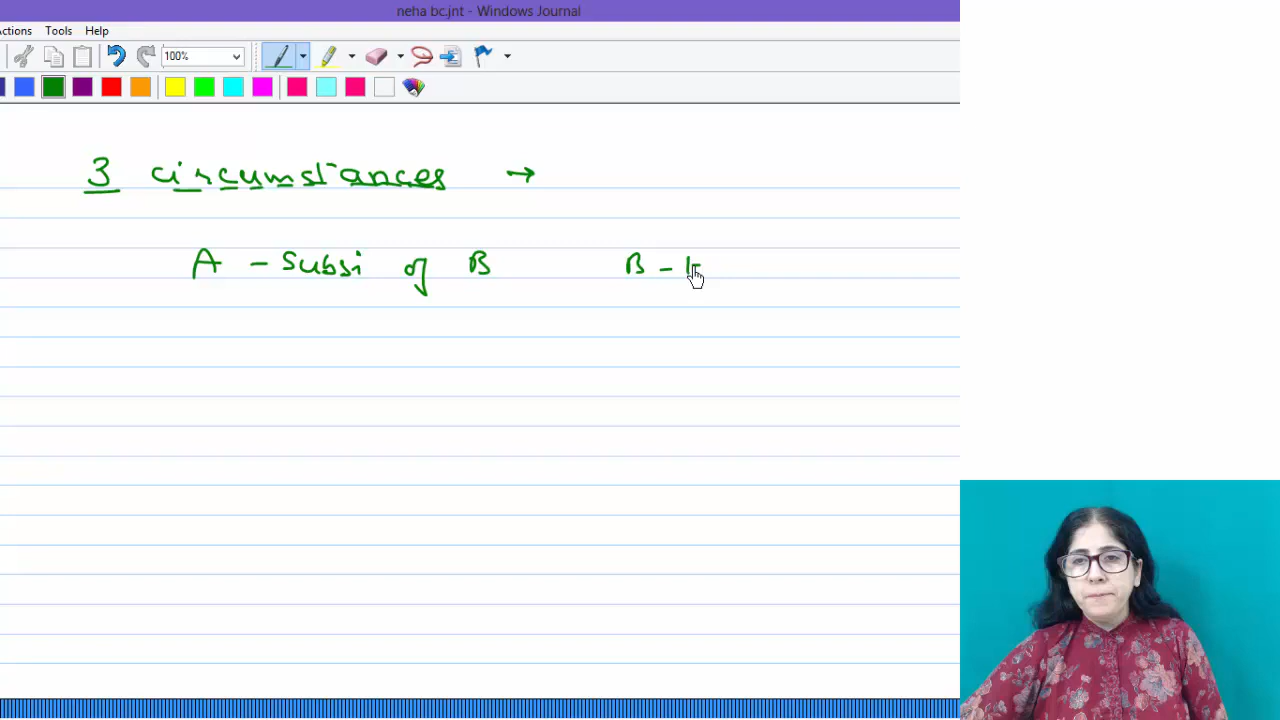 neha bc.jnt - Windows Journal
Actions Tools Help
100%
3 circumstances →
A - Subsi of B B -